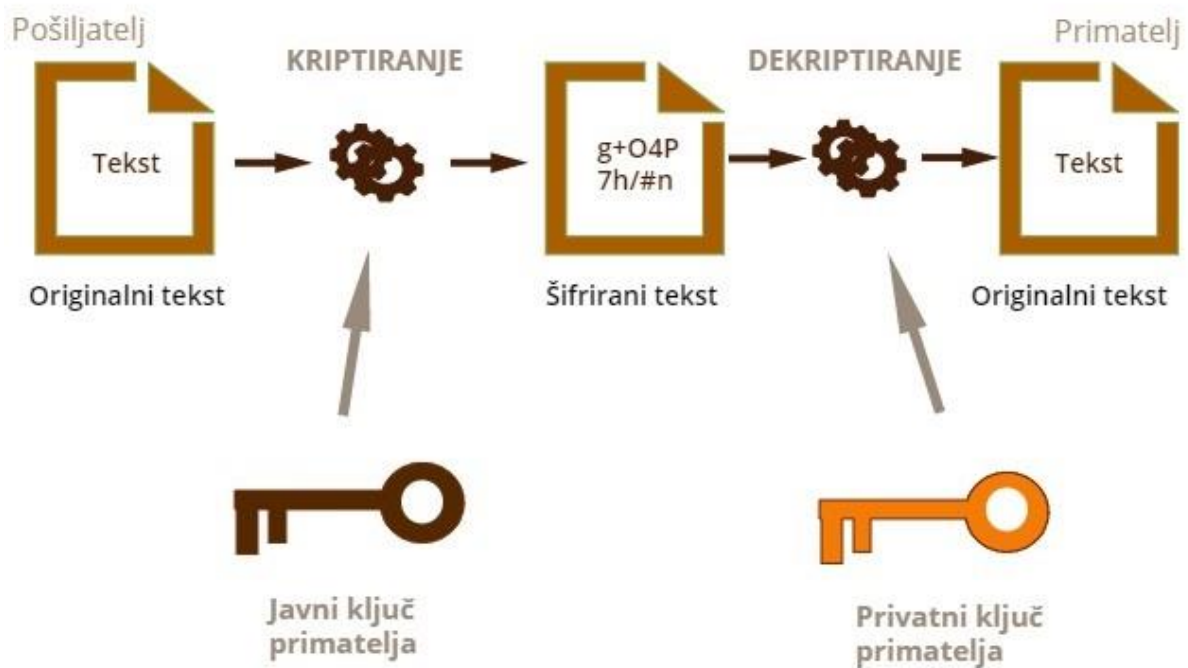 Pošiljatelj
Primatelj
KRIPTIRANJE
DEKRIPTIRANJE
Tekst
g+O4P
7h/#n
Tekst
Originalni tekst
Šifrirani tekst
Originalni tekst
Javni ključ
primatelja
Privatni ključ
primatelja